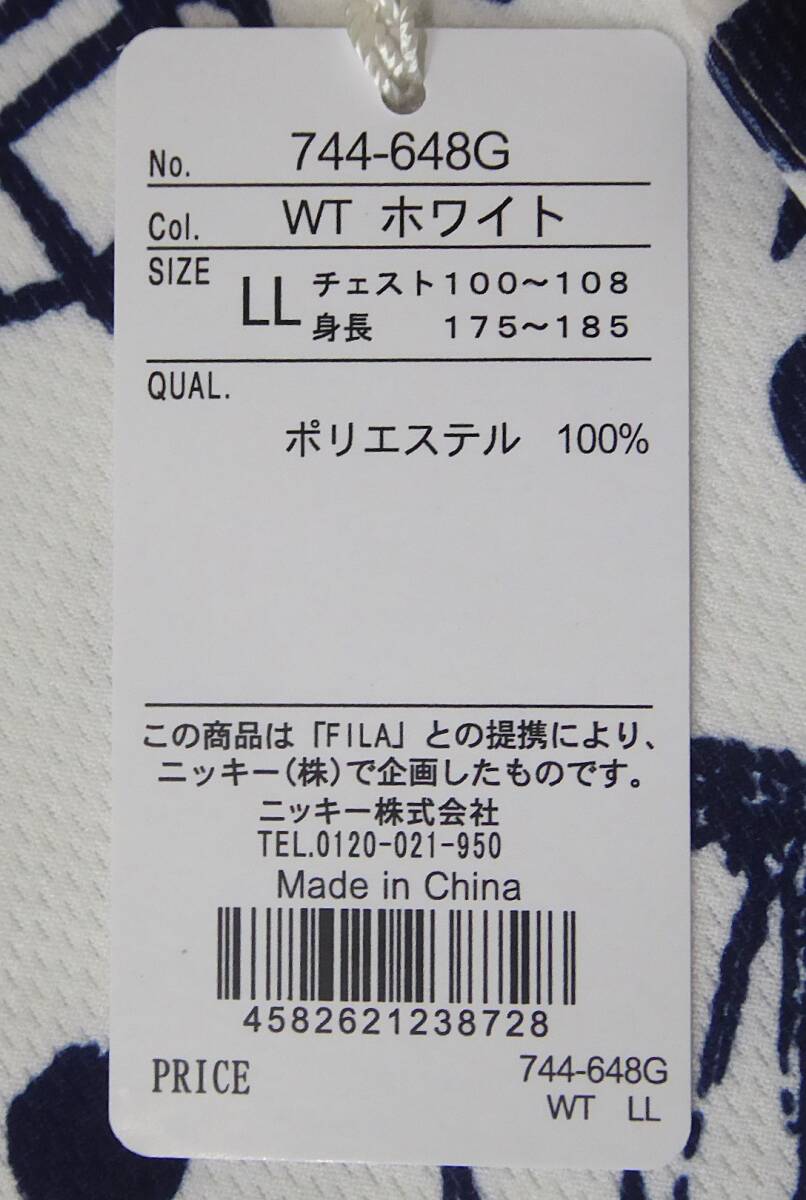 No. 744-648G
Col. WT ホワイト
SIZE LL チェスト100～108
身長 175～185
QUAL.
ポリエステル 100%
この商品は「FILA」との提携により、
ニッキー(株)で企画したものです。
ニッキー株式会社
TEL.0120-021-950
Made in China
4582621238728
PRICE 744-648G
WT LL